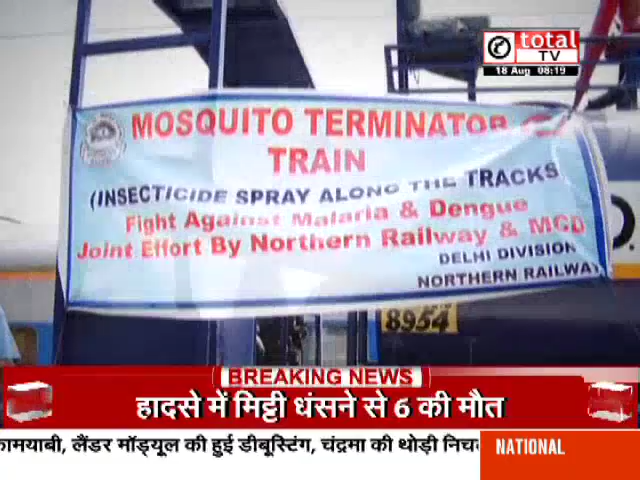 total
TV
18 Aug 08:19
MOSQUITO TERMINATOR
TRAIN
(INSECTICIDE SPRAY ALONG THE TRACKS
Fight Against Malaria & Dengue
Joint Effort By Northern Railway & MCD
DELHI DIVISION
NORTHERN RAILWAY
8954
BREAKING NEWS
हादसे में मिट्टी धंसने से 6 की मौत
कामयाबी, लैंडर मॉड्यूल की हुई डीबूस्टिंग, चंद्रमा की थोड़ी निचल
NATIONAL